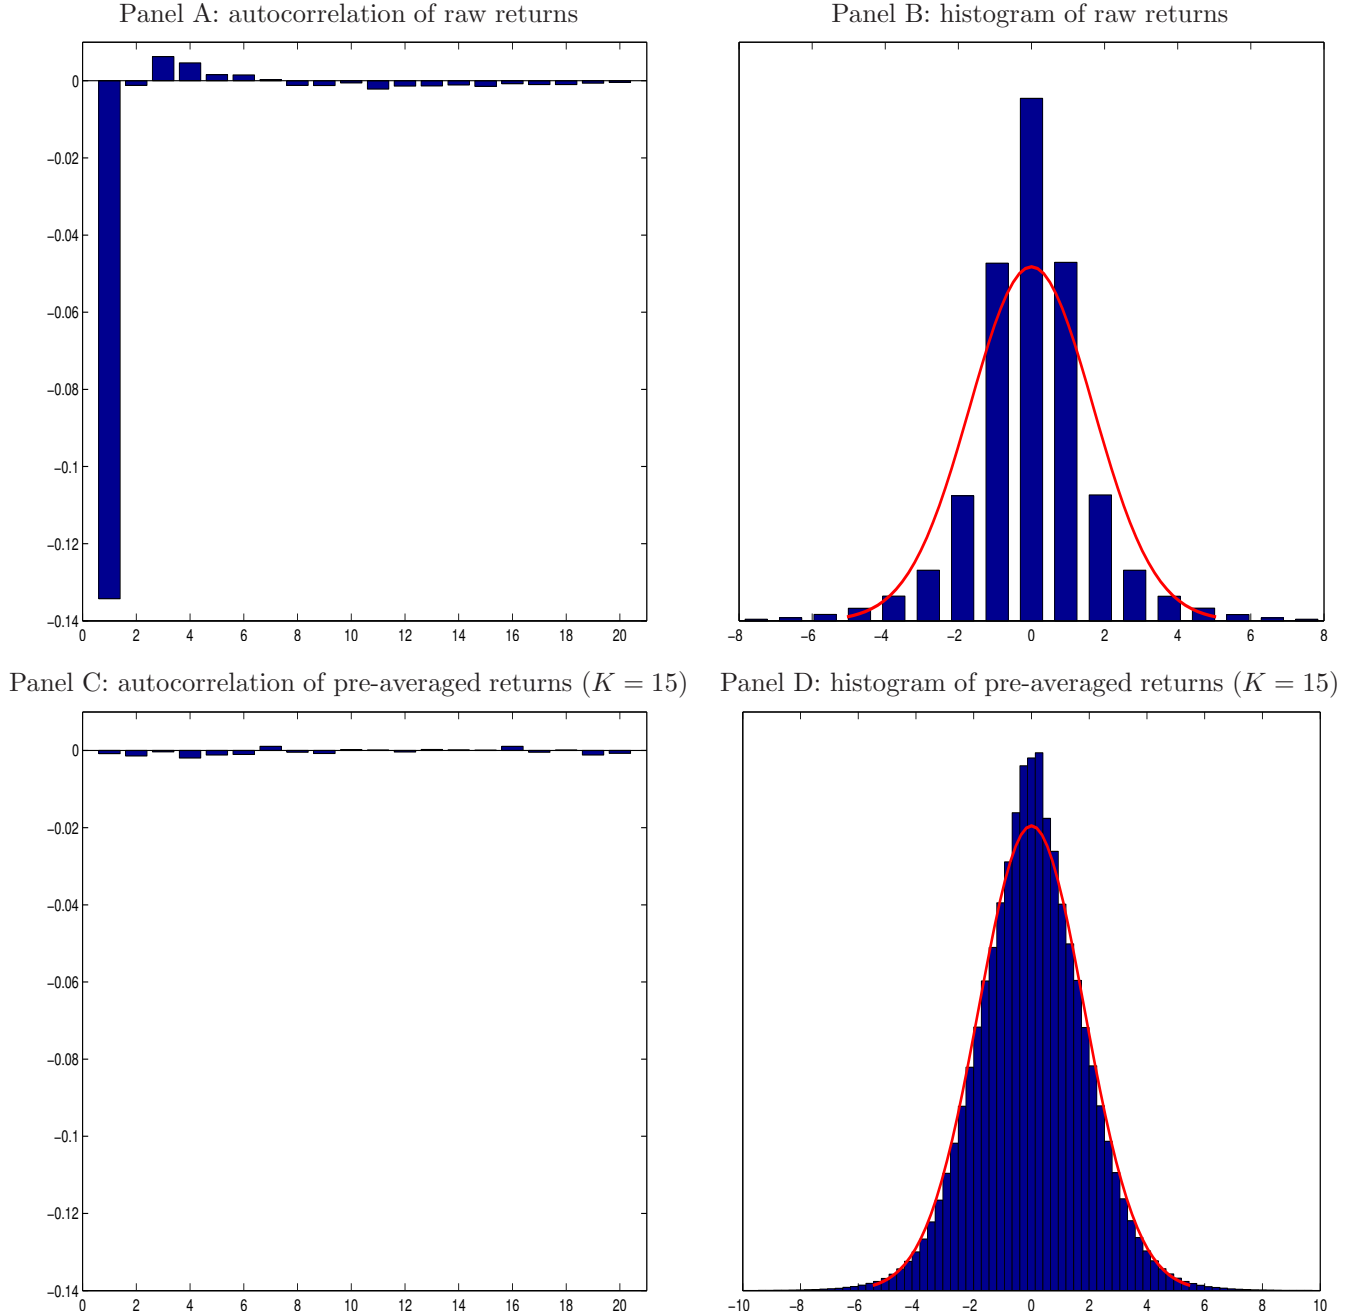 Panel A: autocorrelation of raw returns
0
−0.02
−0.04
−0.06
−0.08
−0.1
−0.12
−0.14
0 2 4 6 8 10 12 14 16 18 20
Panel B: histogram of raw returns
−8 −6 −4 −2 0 2 4 6 8
Panel C: autocorrelation of pre-averaged returns (K = 15)
0
−0.02
−0.04
−0.06
−0.08
−0.1
−0.12
−0.14
0 2 4 6 8 10 12 14 16 18 20
Panel D: histogram of pre-averaged returns (K = 15)
−10 −8 −6 −4 −2 0 2 4 6 8 10